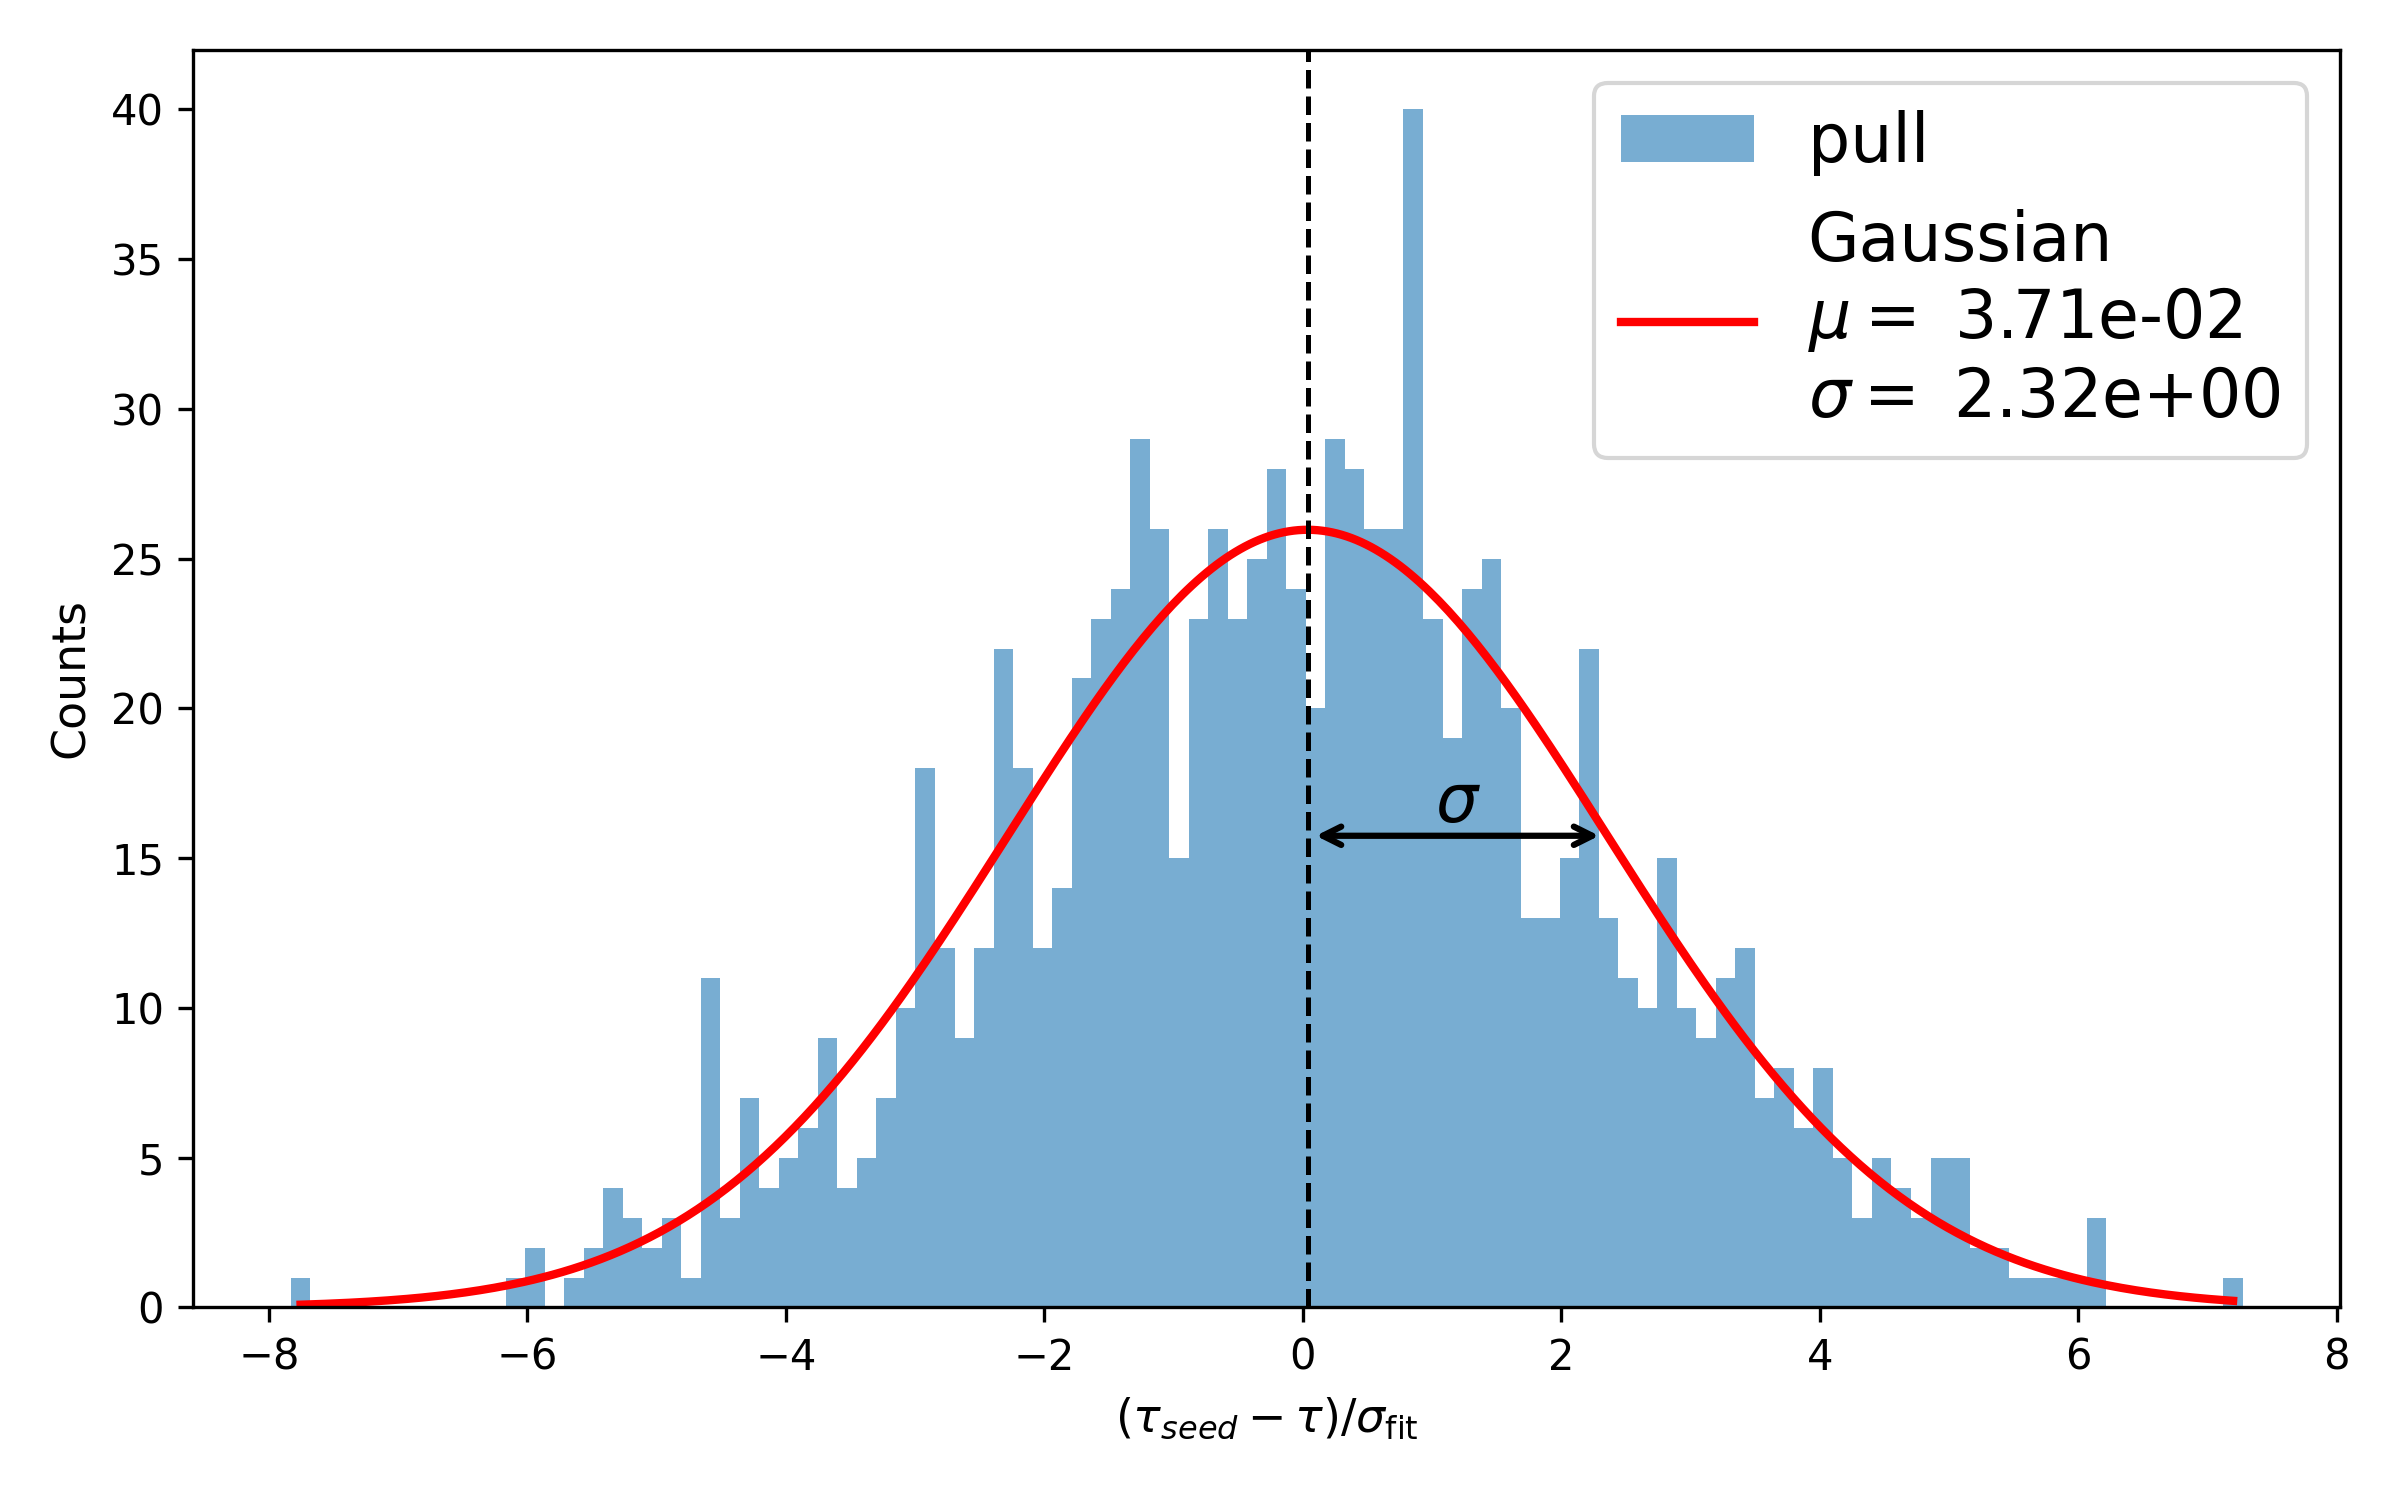 40
35
30
25
20
15
10
5
0
Counts
pull
Gaussian
μ = 3.71e-02
σ = 2.32e+00
σ
−8 −6 −4 −2 0 2 4 6 8
(τ_seed − τ)/σ_fit